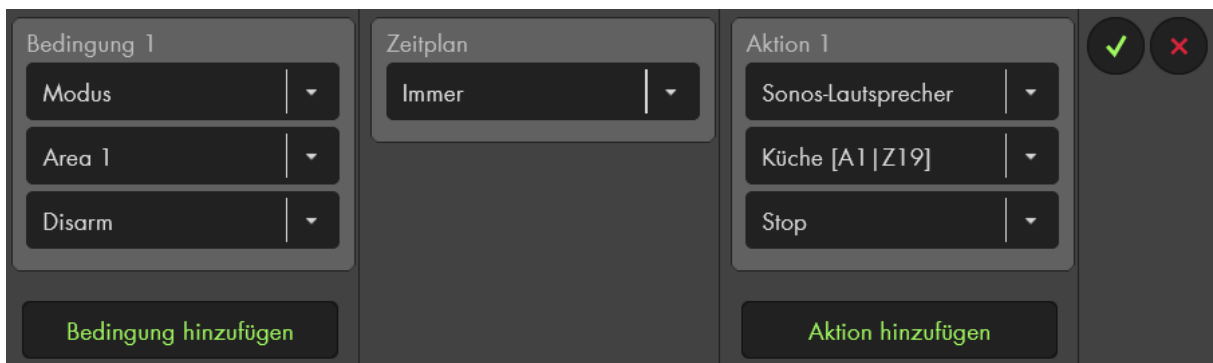 Bedingung 1
Modus
Area 1
Disarm
Bedingung hinzufügen
Zeitplan
Immer
Aktion 1
Sonos-Lautsprecher
Küche [A1|Z19]
Stop
Aktion hinzufügen